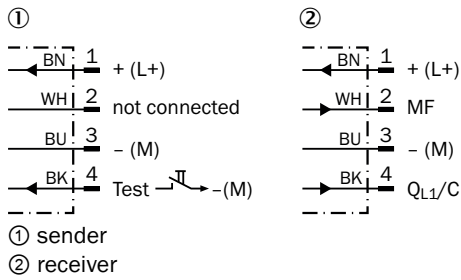 ① ②
BN 1 + (L+) BN 1 + (L+)
WH 2 not connected WH 2 MF
BU 3 – (M) BU 3 – (M)
BK 4 Test –(M) BK 4 QL1/C
① sender
② receiver